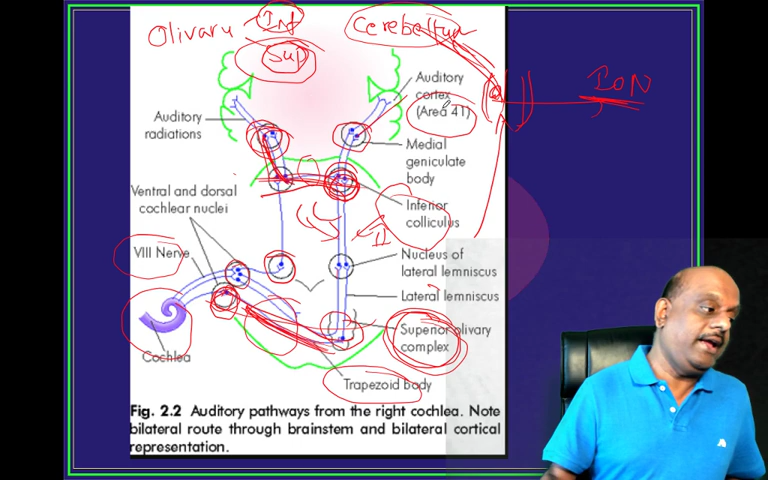 Olivary Inf
Sup
Cerebellum
ION
Auditory
cortex
(Area 41)
Auditory
radiations
Medial
geniculate
body
Ventral and dorsal
cochlear nuclei
Inferior
colliculus
VIII Nerve
Nucleus of
lateral lemniscus
Lateral lemniscus
Superior olivary
complex
Cochlea
Trapezoid body
Fig. 2.2 Auditory pathways from the right cochlea. Note
bilateral route through brainstem and bilateral cortical
representation.